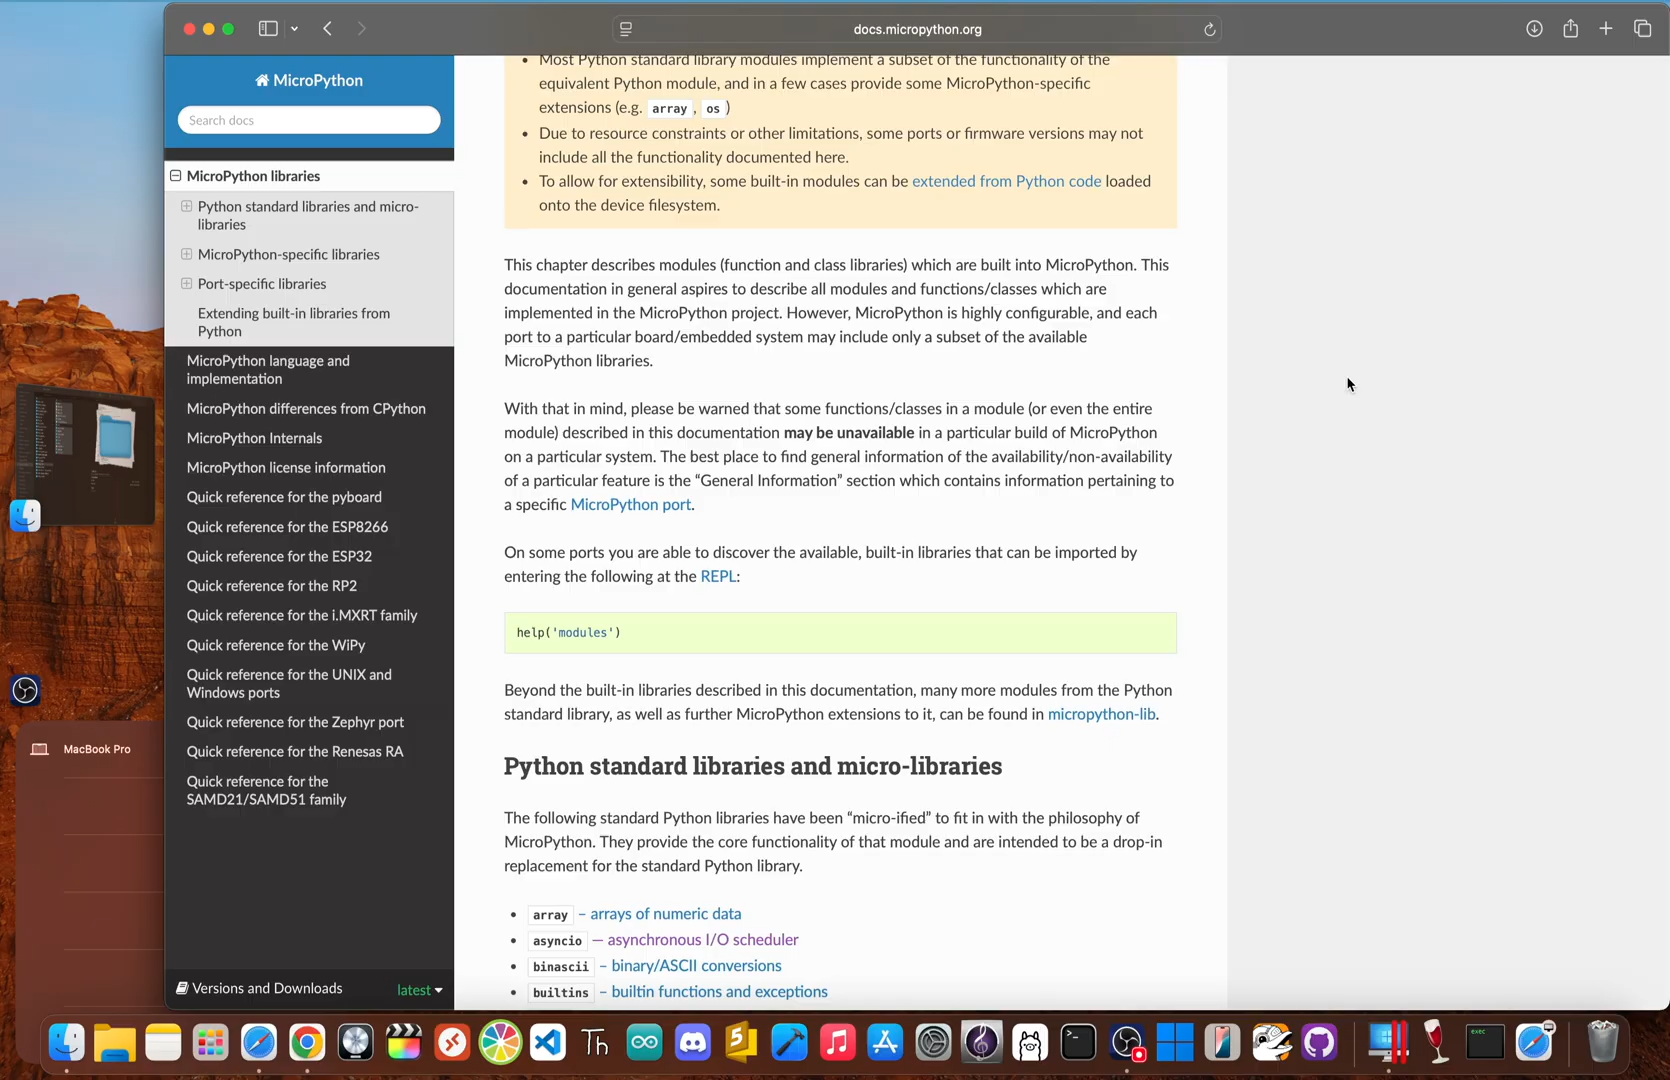 docs.micropython.org
MicroPython
Search docs
MicroPython libraries
Python standard libraries and micro-
libraries
MicroPython-specific libraries
Port-specific libraries
Extending built-in libraries from
Python
MicroPython language and
implementation
MicroPython differences from CPython
MicroPython Internals
MicroPython license information
Quick reference for the pyboard
Quick reference for the ESP8266
Quick reference for the ESP32
Quick reference for the RP2
Quick reference for the i.MXRT family
Quick reference for the WiPy
Quick reference for the UNIX and
Windows ports
Quick reference for the Zephyr port
Quick reference for the Renesas RA
Quick reference for the
SAMD21/SAMD51 family
Versions and Downloads
latest
• Most Python standard library modules implement a subset of the functionality of the
equivalent Python module, and in a few cases provide some MicroPython-specific
extensions (e.g. array, os)
• Due to resource constraints or other limitations, some ports or firmware versions may not
include all the functionality documented here.
• To allow for extensibility, some built-in modules can be extended from Python code loaded
onto the device filesystem.
This chapter describes modules (function and class libraries) which are built into MicroPython. This
documentation in general aspires to describe all modules and functions/classes which are
implemented in the MicroPython project. However, MicroPython is highly configurable, and each
port to a particular board/embedded system may include only a subset of the available
MicroPython libraries.
With that in mind, please be warned that some functions/classes in a module (or even the entire
module) described in this documentation may be unavailable in a particular build of MicroPython
on a particular system. The best place to find general information of the availability/non-availability
of a particular feature is the “General Information” section which contains information pertaining to
a specific MicroPython port.
On some ports you are able to discover the available, built-in libraries that can be imported by
entering the following at the REPL:
help('modules')
Beyond the built-in libraries described in this documentation, many more modules from the Python
standard library, as well as further MicroPython extensions to it, can be found in micropython-lib.
Python standard libraries and micro-libraries
The following standard Python libraries have been “micro-ified” to fit in with the philosophy of
MicroPython. They provide the core functionality of that module and are intended to be a drop-in
replacement for the standard Python library.
• array – arrays of numeric data
• asyncio — asynchronous I/O scheduler
• binascii – binary/ASCII conversions
• builtins – builtin functions and exceptions
MacBook Pro
Th
exec